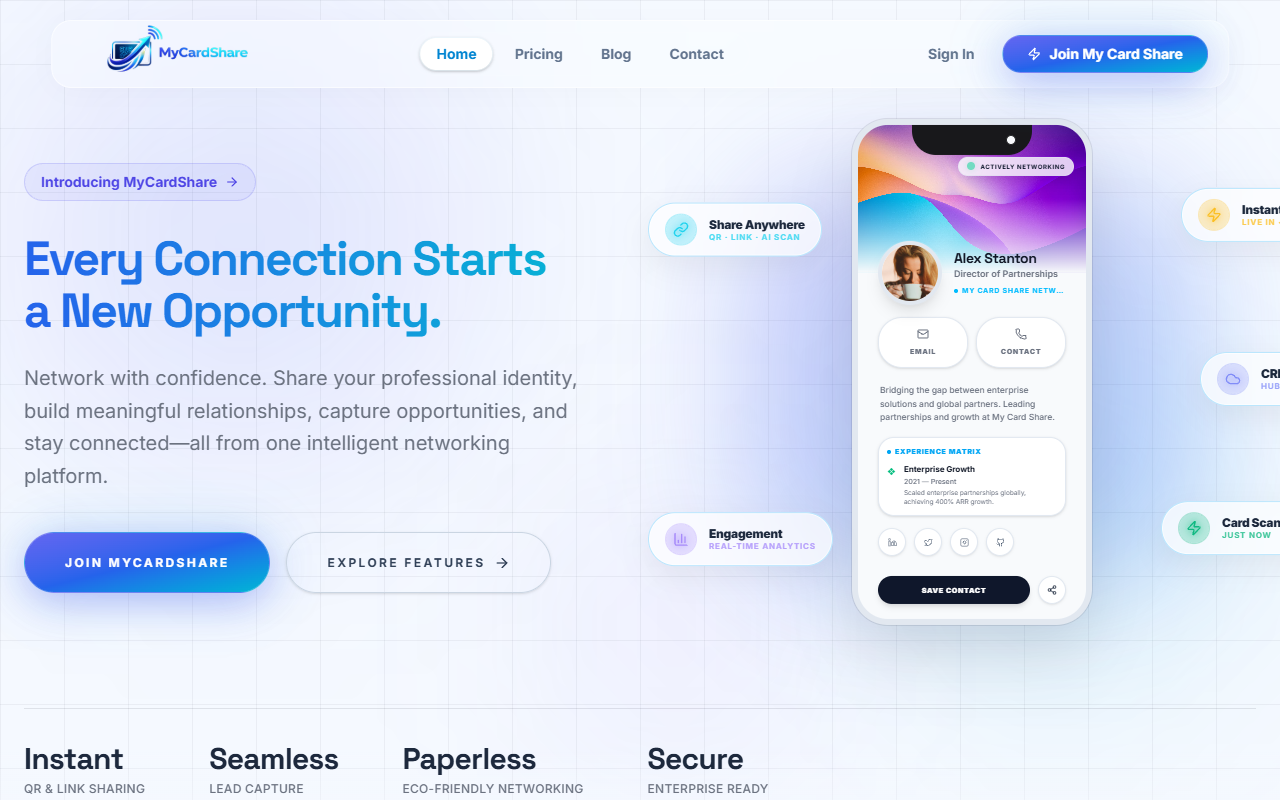 MyCardShare
Home
Pricing
Blog
Contact
Sign In
Join My Card Share
Introducing MyCardShare
Every Connection Starts
a New Opportunity.
Network with confidence. Share your professional identity,
build meaningful relationships, capture opportunities, and
stay connected—all from one intelligent networking
platform.
JOIN MYCARDSHARE
EXPLORE FEATURES
Share Anywhere
QR · LINK · AI SCAN
Engagement
REAL-TIME ANALYTICS
ACTIVELY NETWORKING
Alex Stanton
Director of Partnerships
MY CARD SHARE NETW...
EMAIL
CONTACT
Bridging the gap between enterprise
solutions and global partners. Leading
partnerships and growth at My Card Share.
EXPERIENCE MATRIX
Enterprise Growth
2021 — Present
Scaled enterprise partnerships globally,
achieving 400% ARR growth.
SAVE CONTACT
Instant
LIVE IN
HUB
Card Scan
JUST NOW
Instant
QR & LINK SHARING
Seamless
LEAD CAPTURE
Paperless
ECO-FRIENDLY NETWORKING
Secure
ENTERPRISE READY